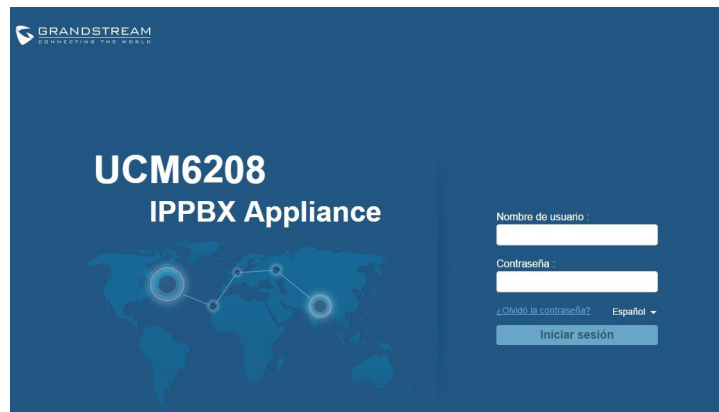 GRANDSTREAM
CONNECTING THE WORLD
UCM6208
IPPBX Appliance
Nombre de usuario :
Contraseña :
¿Olvidó la contraseña? Español
Iniciar sesión